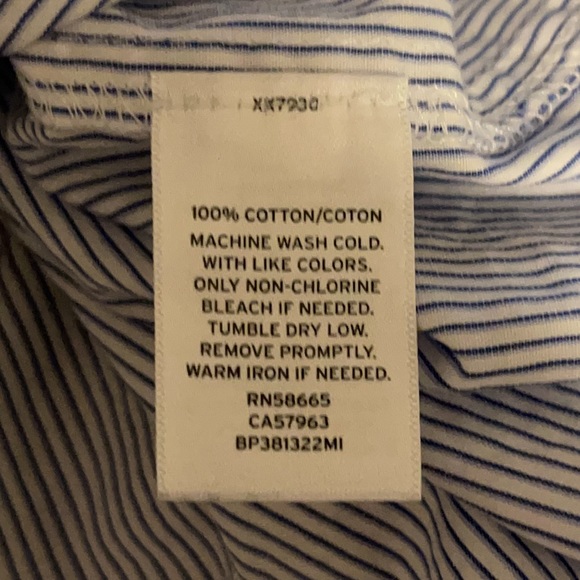 XX7930
100% COTTON/COTON
MACHINE WASH COLD.
WITH LIKE COLORS.
ONLY NON-CHLORINE
BLEACH IF NEEDED.
TUMBLE DRY LOW.
REMOVE PROMPTLY.
WARM IRON IF NEEDED.
RN58665
CA57963
BP381322MI